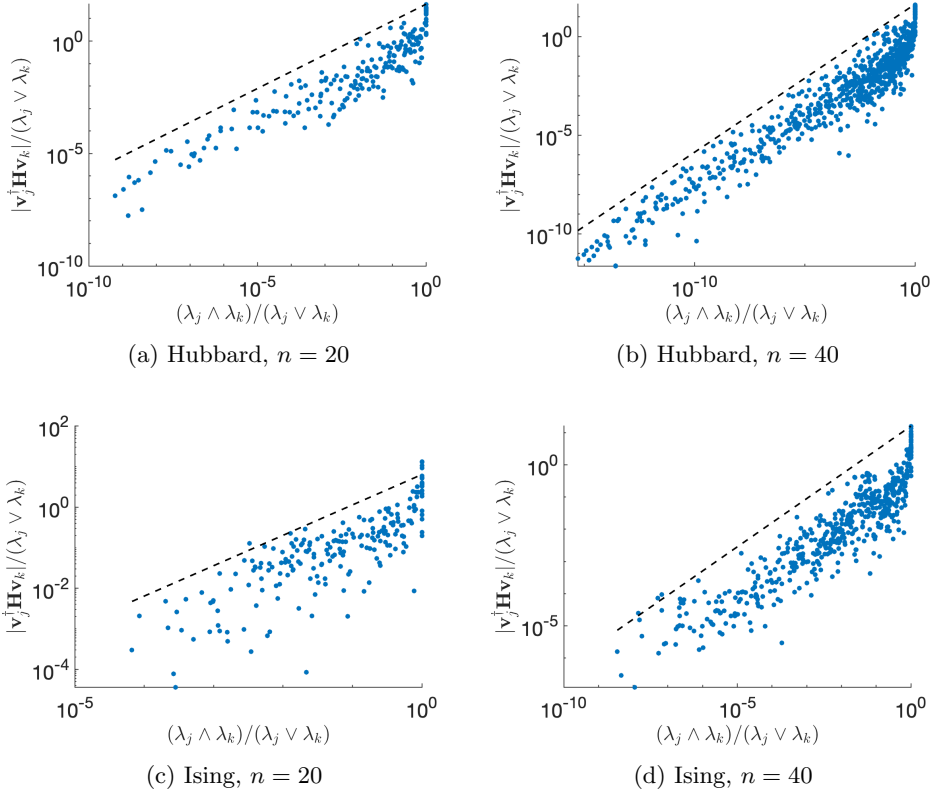 |v_j^†Hv_k|/(λ_j ∨ λ_k)
10^0
10^-5
10^-10
10^-10 10^-5 10^0
(λ_j ∧ λ_k)/(λ_j ∨ λ_k)
(a) Hubbard, n = 20
|v_j^†Hv_k|/(λ_j ∨ λ_k)
10^0
10^-5
10^-10
10^-10 10^0
(λ_j ∧ λ_k)/(λ_j ∨ λ_k)
(b) Hubbard, n = 40
|v_j^†Hv_k|/(λ_j ∨ λ_k)
10^2
10^0
10^-2
10^-4
10^-5 10^0
(λ_j ∧ λ_k)/(λ_j ∨ λ_k)
(c) Ising, n = 20
|v_j^†Hv_k|/(λ_j ∨ λ_k)
10^0
10^-5
10^-10 10^-5 10^0
(λ_j ∧ λ_k)/(λ_j ∨ λ_k)
(d) Ising, n = 40